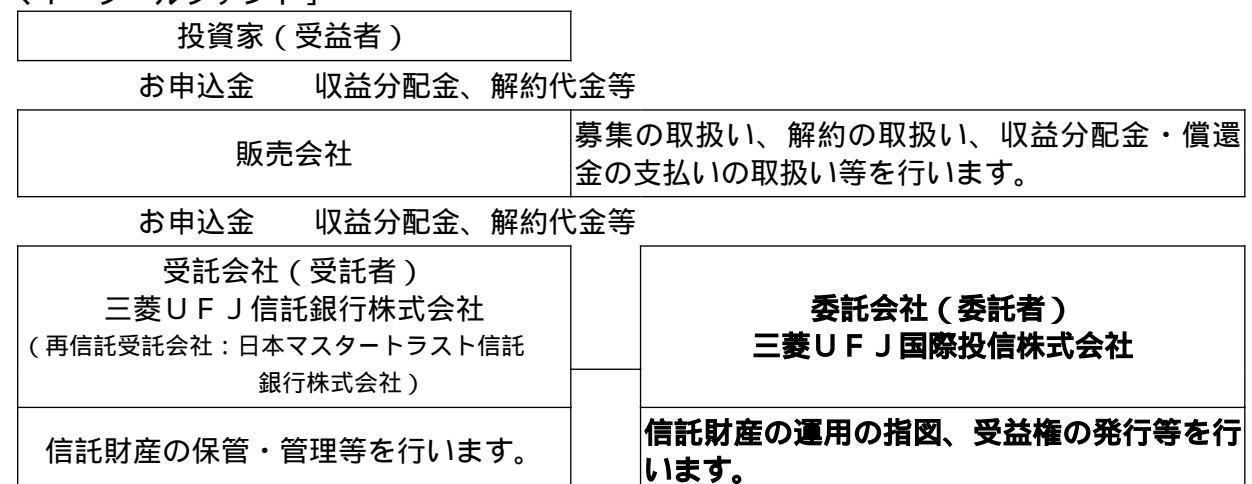 投資家（受益者）
お申込金　　収益分配金、解約代金等
販売会社
募集の取扱い、解約の取扱い、収益分配金・償還
金の支払いの取扱い等を行います。
お申込金　　収益分配金、解約代金等
受託会社（受託者）
三菱ＵＦＪ信託銀行株式会社
（再信託受託会社：日本マスタートラスト信託
銀行株式会社）
委託会社（委託者）
三菱ＵＦＪ国際投信株式会社
信託財産の保管・管理等を行います。
信託財産の運用の指図、受益権の発行等を行
います。